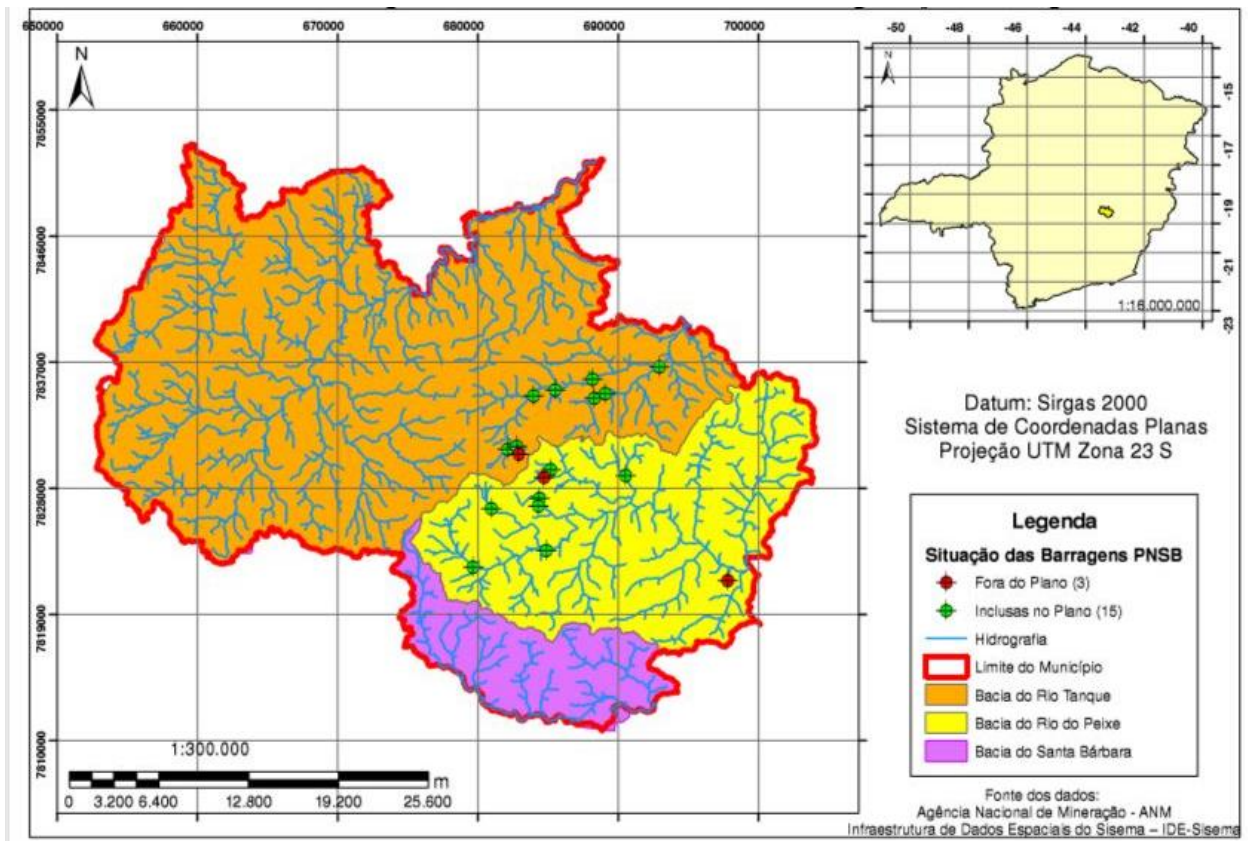 650000 660000 670000 680000 690000 700000
N
7855000
7846000
7837000
7828000
7819000
7810000
1:300.000
m
0 3.200 6.400 12.800 19.200 25.600
-50 -48 -46 -44 -42 -40
N
-15
-17
-19
-21
-23
1:16.000.000
Datum: Sirgas 2000
Sistema de Coordenadas Planas
Projeção UTM Zona 23 S
Legenda
Situação das Barragens PNSB
Fora do Plano (3)
Inclusas no Plano (15)
Hidrografia
Limite do Município
Bacia do Rio Tanque
Bacia do Rio do Peixe
Bacia do Santa Bárbara
Fonte dos dados:
Agência Nacional de Mineração - ANM
Infraestrutura de Dados Espaciais do Sisema – IDE-Sisema